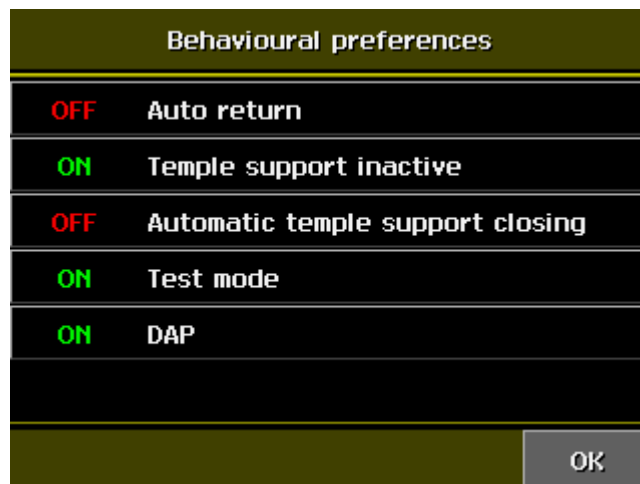 Behavioural preferences
OFF Auto return
ON Temple support inactive
OFF Automatic temple support closing
ON Test mode
ON DAP
OK